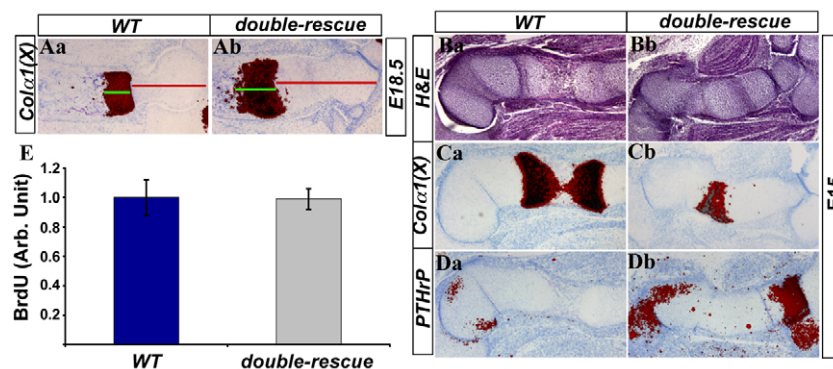 WT double-rescue
Aa Ab
Colα1(X)
E18.5
E
BrdU (Arb. Unit)
1.2
1.0
0.8
0.6
0.4
0.2
WT double-rescue
WT double-rescue
Ba Bb
H&E
Ca Cb
Colα1(X)
Da Db
PTHrP